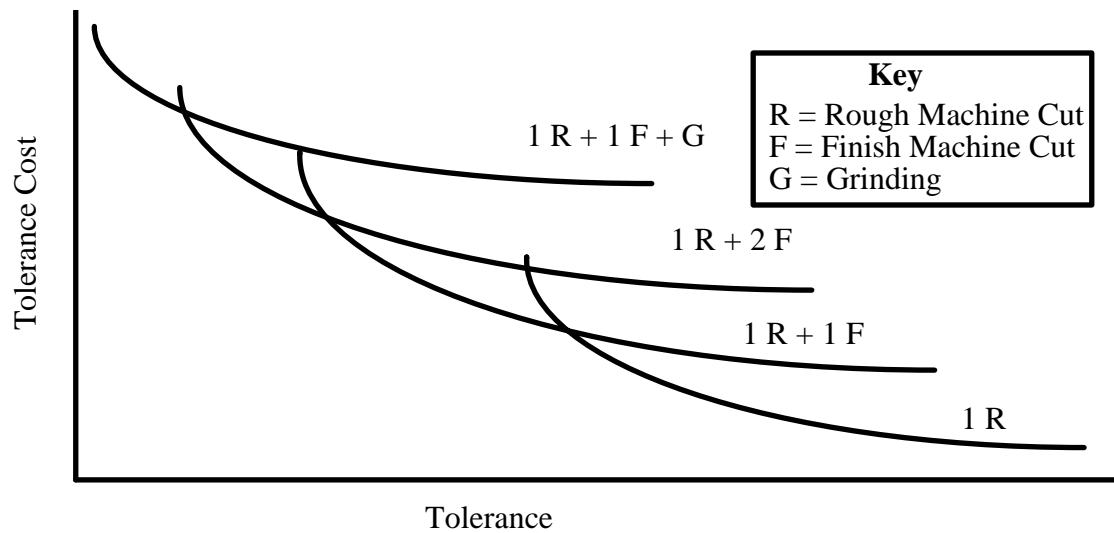 Key
R = Rough Machine Cut
F = Finish Machine Cut
G = Grinding
1 R + 1 F + G
1 R + 2 F
1 R + 1 F
1 R
Tolerance Cost
Tolerance